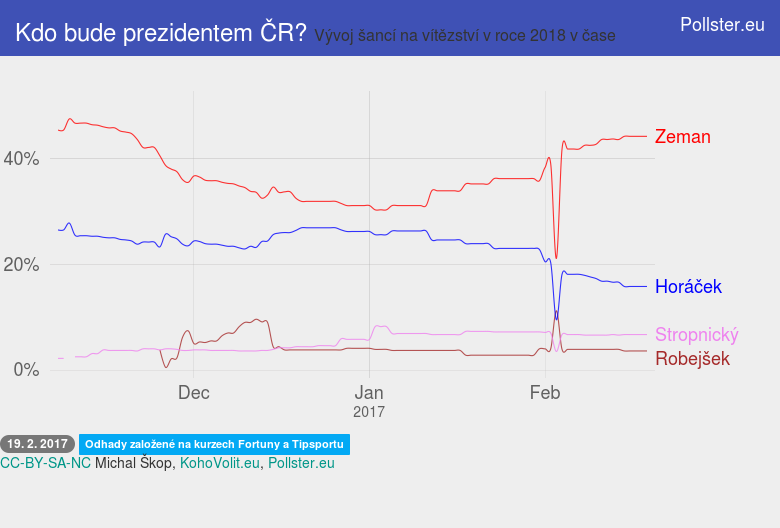 Kdo bude prezidentem ČR? Vývoj šancí na vítězství v roce 2018 v čase
Pollster.eu
Zeman
40%
20%
Horáček
Stropnický
Robejšek
0%
Dec
Jan
Feb
2017
19. 2. 2017 Odhady založené na kurzech Fortuny a Tipsportu
CC-BY-SA-NC Michal Škop, KohoVolit.eu, Pollster.eu